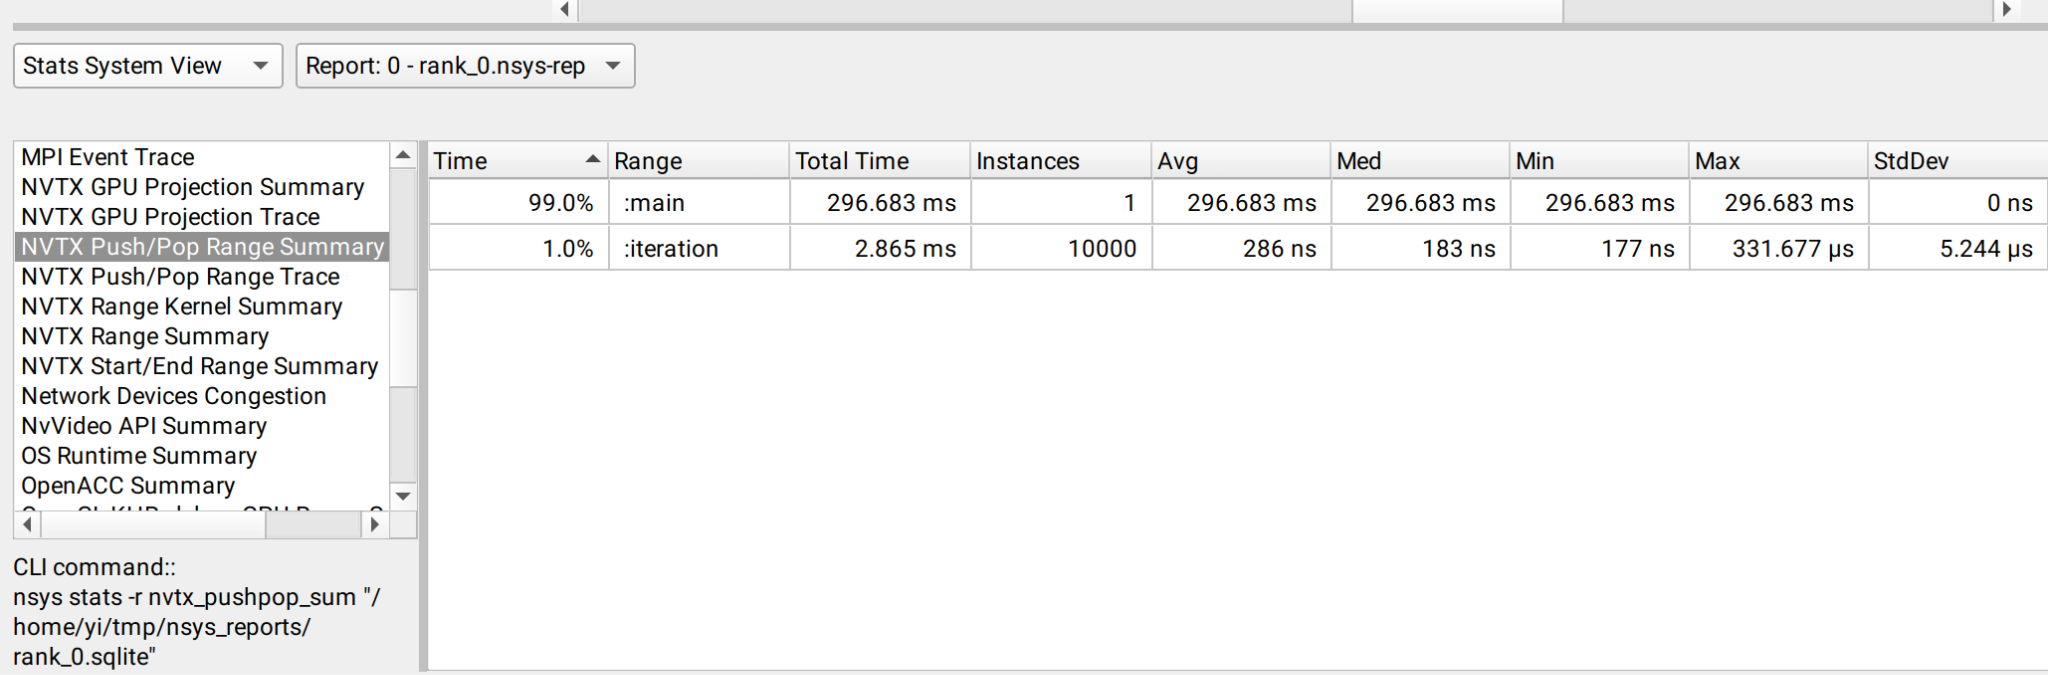 Stats System View
Report: 0 - rank_0.nsys-rep
MPI Event Trace
NVTX GPU Projection Summary
NVTX GPU Projection Trace
NVTX Push/Pop Range Summary
NVTX Push/Pop Range Trace
NVTX Range Kernel Summary
NVTX Range Summary
NVTX Start/End Range Summary
Network Devices Congestion
NvVideo API Summary
OS Runtime Summary
OpenACC Summary
CLI command::
nsys stats -r nvtx_pushpop_sum "/
home/yi/tmp/nsys_reports/
rank_0.sqlite"
Time Range Total Time Instances Avg Med Min Max StdDev
99.0% :main 296.683 ms 1 296.683 ms 296.683 ms 296.683 ms 296.683 ms 0 ns
1.0% :iteration 2.865 ms 10000 286 ns 183 ns 177 ns 331.677 μs 5.244 μs